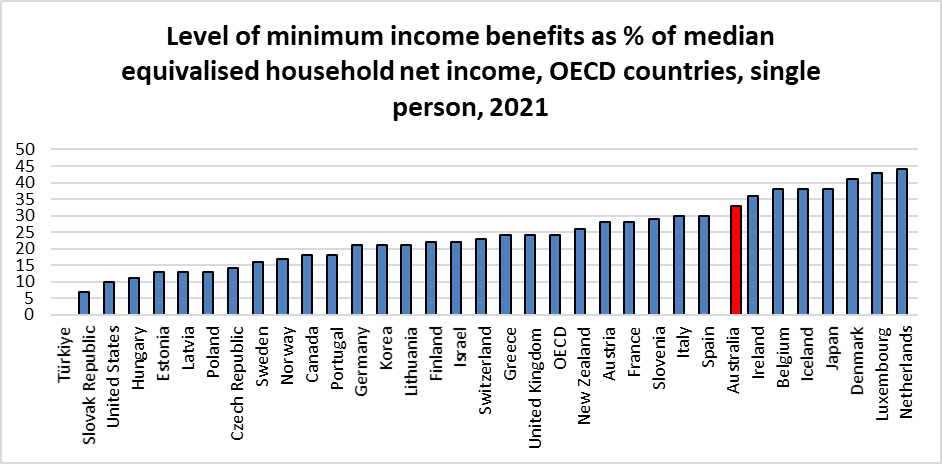 Level of minimum income benefits as % of median
equivalised household net income, OECD countries, single
person, 2021
50
45
40
35
30
25
20
15
10
5
0
Türkiye
Slovak Republic
United States
Hungary
Estonia
Latvia
Poland
Czech Republic
Sweden
Norway
Canada
Portugal
Germany
Korea
Lithuania
Finland
Israel
Switzerland
Greece
United Kingdom
OECD
New Zealand
Austria
France
Slovenia
Italy
Spain
Australia
Ireland
Belgium
Iceland
Japan
Denmark
Luxembourg
Netherlands